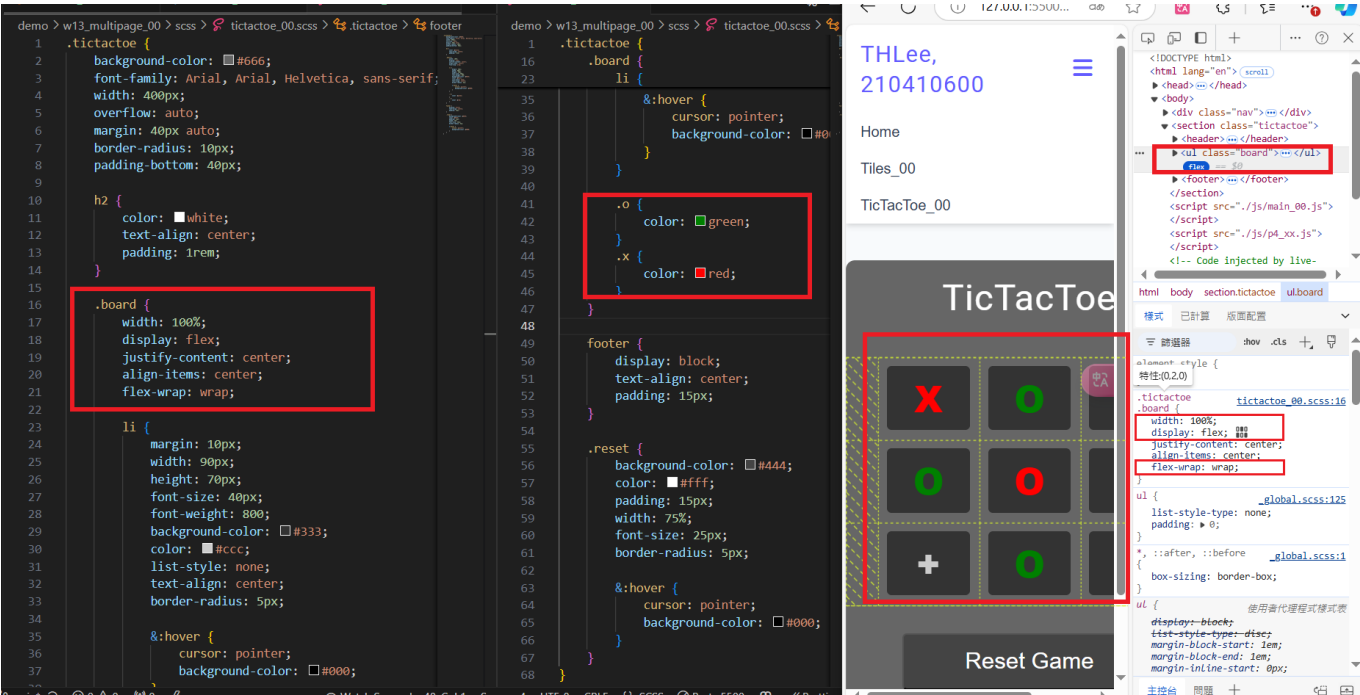 demo > w13_multipage_00 > scss > tictactoe_00.scss > .tictactoe > footer
1 .tictactoe {
2 background-color: #666;
3 font-family: Arial, Arial, Helvetica, sans-serif;
4 width: 400px;
5 overflow: auto;
6 margin: 40px auto;
7 border-radius: 10px;
8 padding-bottom: 40px;
9
10 h2 {
11 color: white;
12 text-align: center;
13 padding: 1rem;
14 }
15
16 .board {
17 width: 100%;
18 display: flex;
19 justify-content: center;
20 align-items: center;
21 flex-wrap: wrap;
22
23 li {
24 margin: 10px;
25 width: 90px;
26 height: 70px;
27 font-size: 40px;
28 font-weight: 800;
29 background-color: #333;
30 color: #ccc;
31 list-style: none;
32 text-align: center;
33 border-radius: 5px;
34
35 &:hover {
36 cursor: pointer;
37 background-color: #000;
demo > w13_multipage_00 > scss > tictactoe_00.scss >
1 .tictactoe {
16 .board {
23 li {
35 &:hover {
36 cursor: pointer;
37 background-color: #0
38 }
39 }
40
41 .o {
42 color: green;
43 }
44 .x {
45 color: red;
46 }
47 }
48
49 footer {
50 display: block;
51 text-align: center;
52 padding: 15px;
53 }
54
55 .reset {
56 background-color: #444;
57 color: #fff;
58 padding: 15px;
59 width: 75%;
60 font-size: 25px;
61 border-radius: 5px;
62
63 &:hover {
64 cursor: pointer;
65 background-color: #000;
66 }
67 }
68 }
127.0.0.1:5500...
THLee,
210410600
Home
Tiles_00
TicTacToe_00
TicTacToe
X O
O O
+ O
Reset Game
<!DOCTYPE html>
<html lang="en"> scroll
<head> </head>
<body>
<div class="nav"> </div>
<section class="tictactoe">
<header> </header>
<ul class="board"> </ul>
flex == $0
<footer> </footer>
</section>
<script src="./js/main_00.js">
</script>
<script src="./js/p4_xx.js">
</script>
<!-- Code injected by live-
html body section.tictactoe ul.board
樣式 已計算 版面配置
篩選器 :hov .cls
element.style {
特性:(0,2,0)
.tictactoe tictactoe_00.scss:16
.board {
width: 100%;
display: flex;
justify-content: center;
align-items: center;
flex-wrap: wrap;
}
ul { _global.scss:125
list-style-type: none;
padding: 0;
}
*, ::after, ::before _global.scss:1
{
box-sizing: border-box;
}
ul { 使用者代理程式樣式表
display: block;
list-style-type: disc;
margin-block-start: 1em;
margin-block-end: 1em;
margin-inline-start: 0px;
主控台 問題